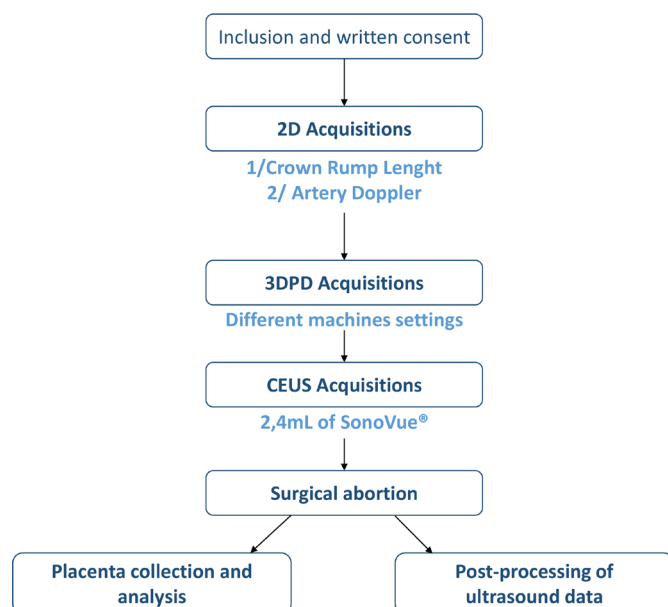 Inclusion and written consent
2D Acquisitions
1/Crown Rump Lenght
2/ Artery Doppler
3DPD Acquisitions
Different machines settings
CEUS Acquisitions
2,4mL of SonoVue®
Surgical abortion
Placenta collection and
analysis
Post-processing of
ultrasound data